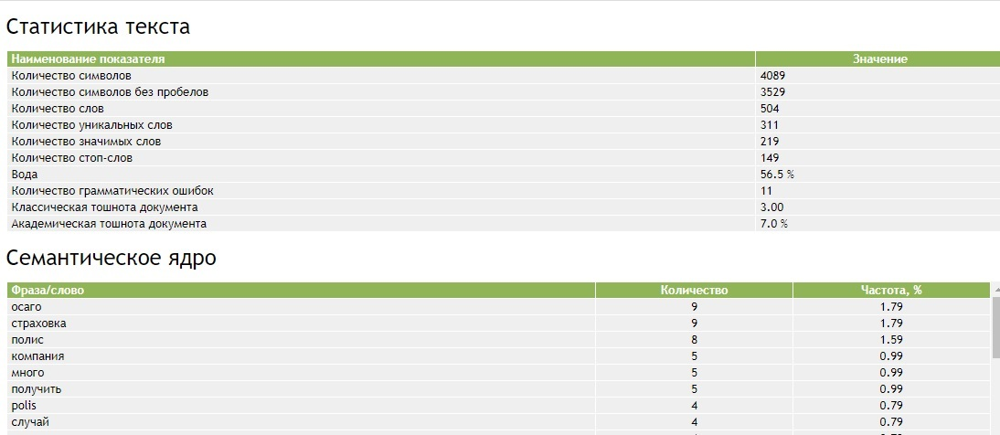 Статистика текста
Наименование показателя Значение
Количество символов 4089
Количество символов без пробелов 3529
Количество слов 504
Количество уникальных слов 311
Количество значимых слов 219
Количество стоп-слов 149
Вода 56.5 %
Количество грамматических ошибок 11
Классическая тошнота документа 3.00
Академическая тошнота документа 7.0 %
Семантическое ядро
Фраза/слово Количество Частота, %
осаго 9 1.79
страховка 9 1.79
полис 8 1.59
компания 5 0.99
много 5 0.99
получить 5 0.99
polis 4 0.79
случай 4 0.79